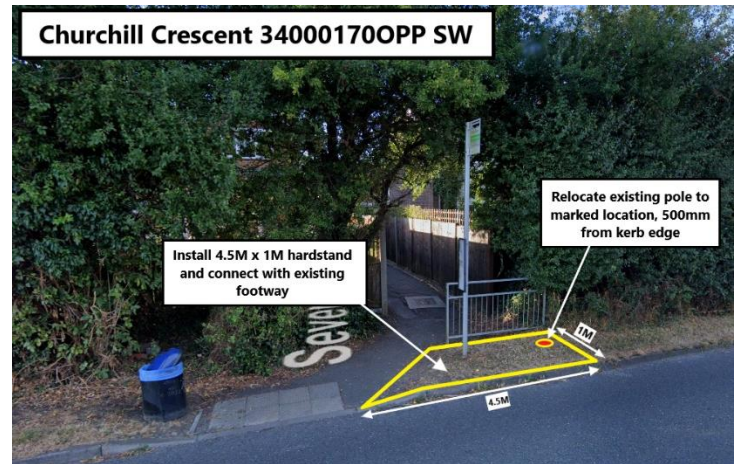 Churchill Crescent 34000170OPP SW
Relocate existing pole to
marked location, 500mm
from kerb edge
Install 4.5M x 1M hardstand
and connect with existing
footway
1M
4.5M